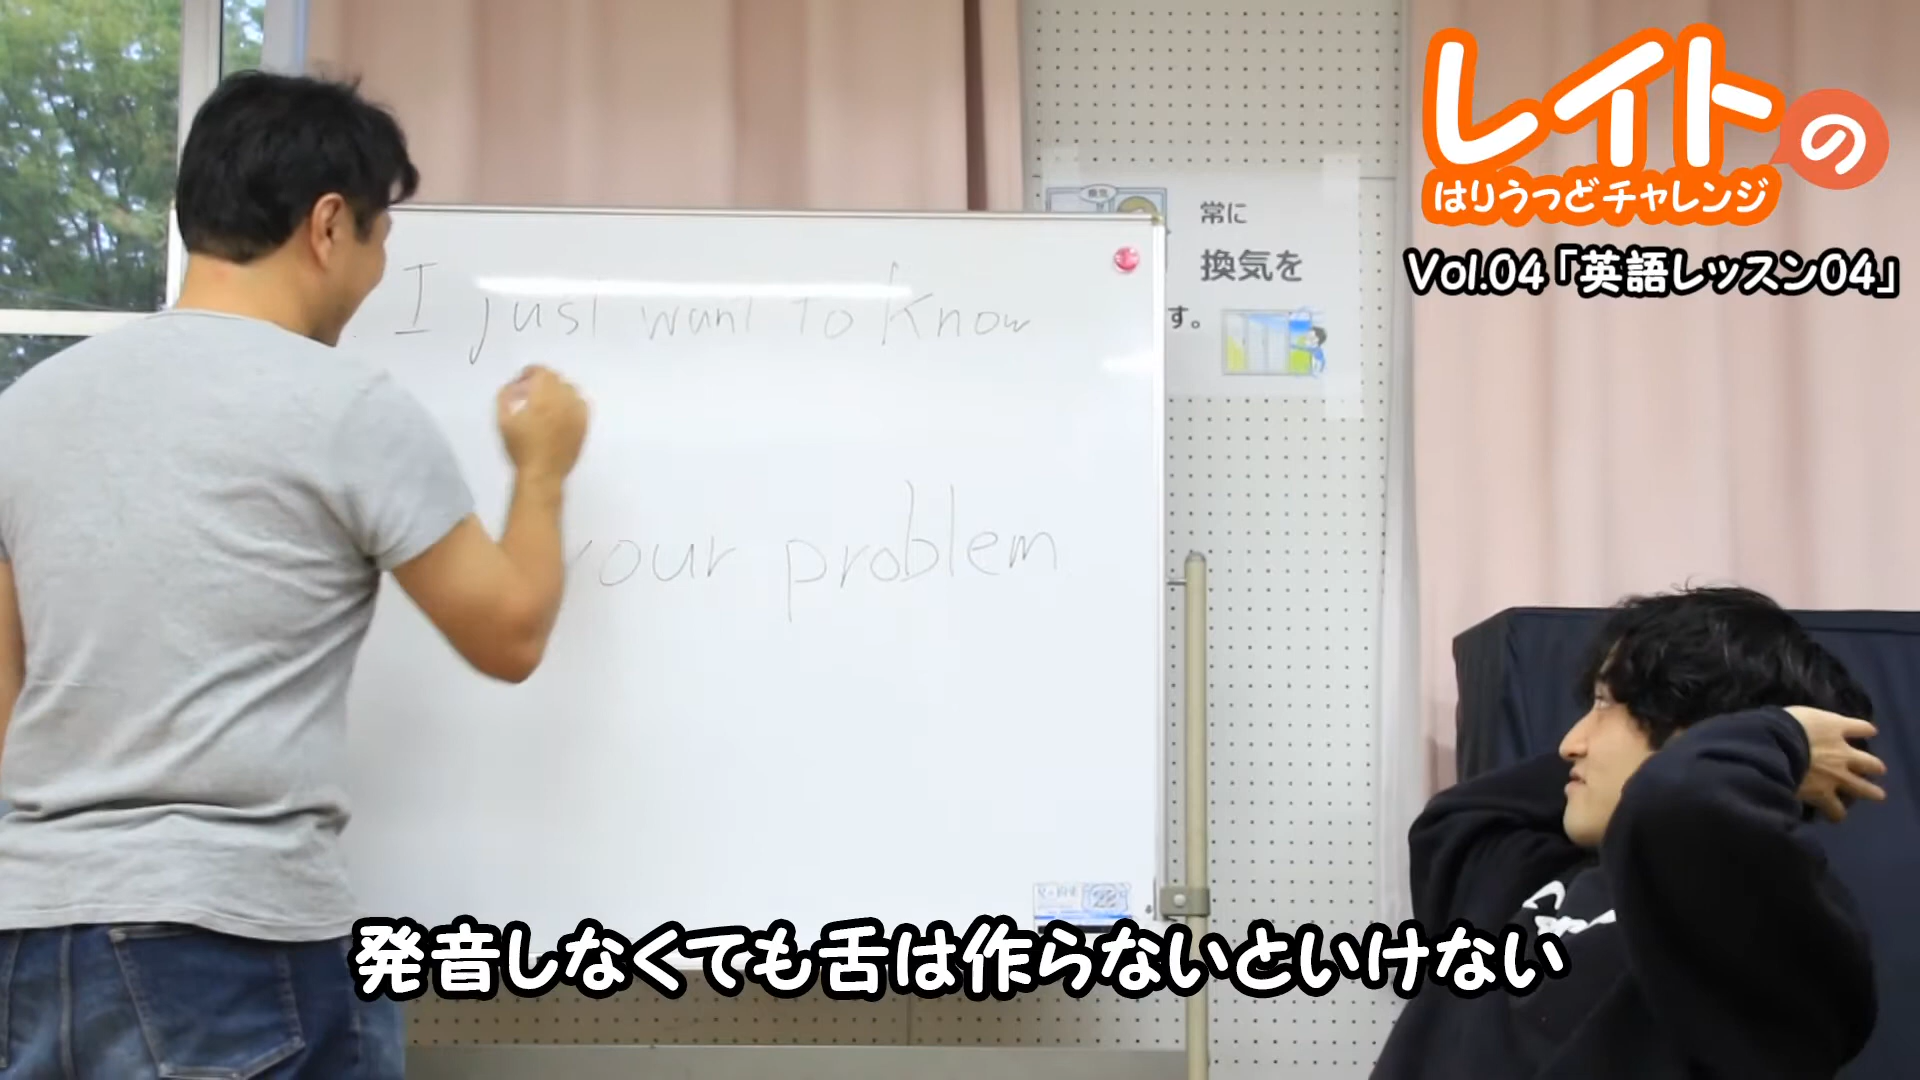 レイトの
はりうっどチャレンジ
Vol.04「英語レッスン04」
常に
換気を
す。
I just want to know
your problem
発音しなくても舌は作らないといけない